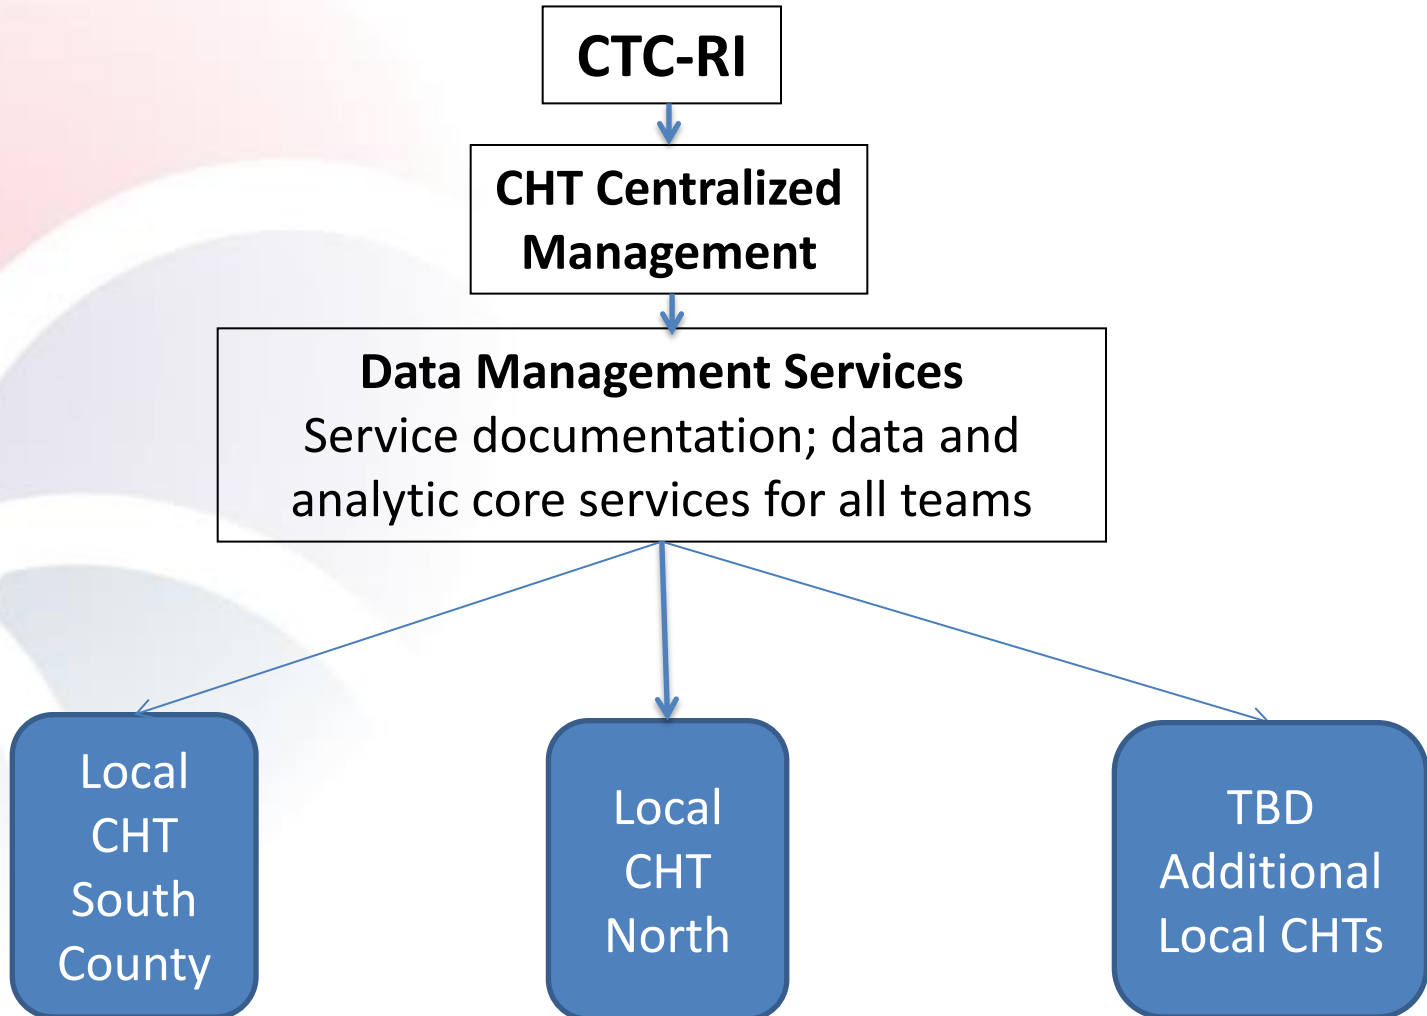 CTC-RI
CHT Centralized
Management
Data Management Services
Service documentation; data and
analytic core services for all teams
Local
CHT
South
County
Local
CHT
North
TBD
Additional
Local CHTs